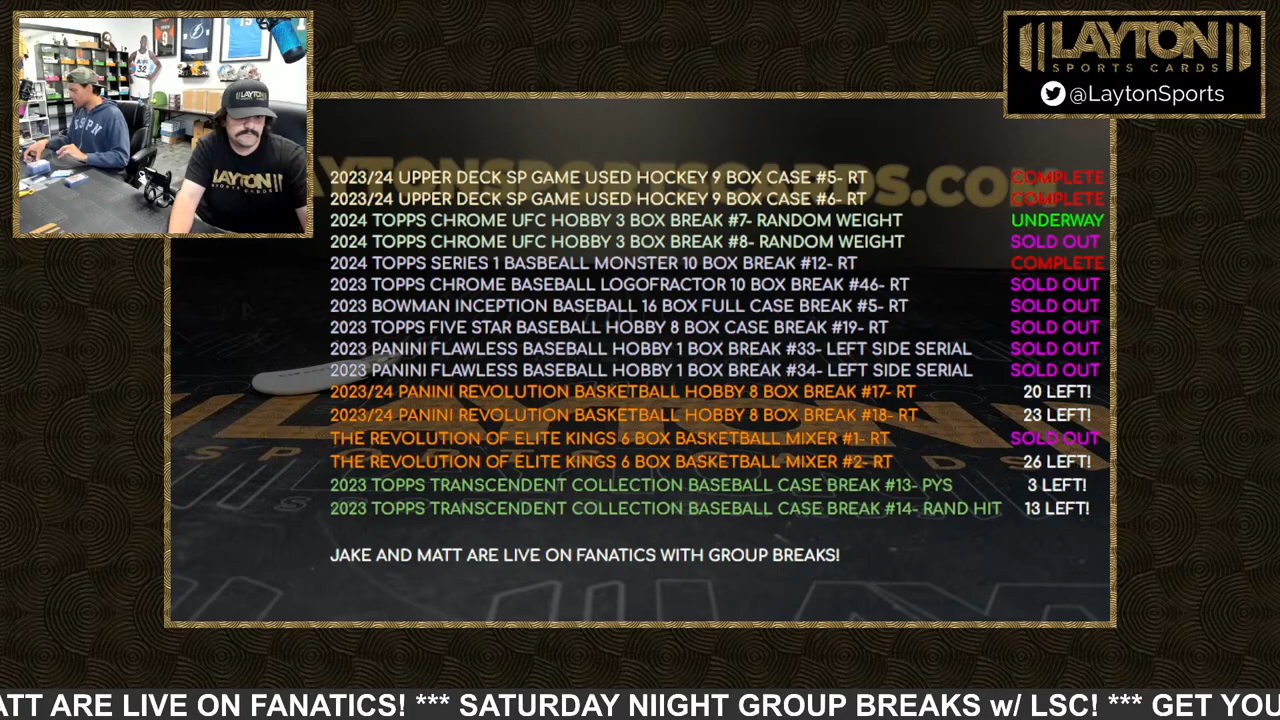 LAYTON
SPORTS CARDS
@LaytonSports
2023/24 UPPER DECK SP GAME USED HOCKEY 9 BOX CASE #5- RT COMPLETE
2023/24 UPPER DECK SP GAME USED HOCKEY 9 BOX CASE #6- RT COMPLETE
2024 TOPPS CHROME UFC HOBBY 3 BOX BREAK #7- RANDOM WEIGHT UNDERWAY
2024 TOPPS CHROME UFC HOBBY 3 BOX BREAK #8- RANDOM WEIGHT SOLD OUT
2024 TOPPS SERIES 1 BASBEALL MONSTER 10 BOX BREAK #12- RT COMPLETE
2023 TOPPS CHROME BASEBALL LOGOFRACTOR 10 BOX BREAK #46- RT SOLD OUT
2023 BOWMAN INCEPTION BASEBALL 16 BOX FULL CASE BREAK #5- RT SOLD OUT
2023 TOPPS FIVE STAR BASEBALL HOBBY 8 BOX CASE BREAK #19- RT SOLD OUT
2023 PANINI FLAWLESS BASEBALL HOBBY 1 BOX BREAK #33- LEFT SIDE SERIAL SOLD OUT
2023 PANINI FLAWLESS BASEBALL HOBBY 1 BOX BREAK #34- LEFT SIDE SERIAL SOLD OUT
2023/24 PANINI REVOLUTION BASKETBALL HOBBY 8 BOX BREAK #17- RT 20 LEFT!
2023/24 PANINI REVOLUTION BASKETBALL HOBBY 8 BOX BREAK #18- RT 23 LEFT!
THE REVOLUTION OF ELITE KINGS 6 BOX BASKETBALL MIXER #1- RT SOLD OUT
THE REVOLUTION OF ELITE KINGS 6 BOX BASKETBALL MIXER #2- RT 26 LEFT!
2023 TOPPS TRANSCENDENT COLLECTION BASEBALL CASE BREAK #13- PYS 3 LEFT!
2023 TOPPS TRANSCENDENT COLLECTION BASEBALL CASE BREAK #14- RAND HIT 13 LEFT!
JAKE AND MATT ARE LIVE ON FANATICS WITH GROUP BREAKS!
ATT ARE LIVE ON FANATICS! *** SATURDAY NIIGHT GROUP BREAKS w/ LSC! *** GET YOU